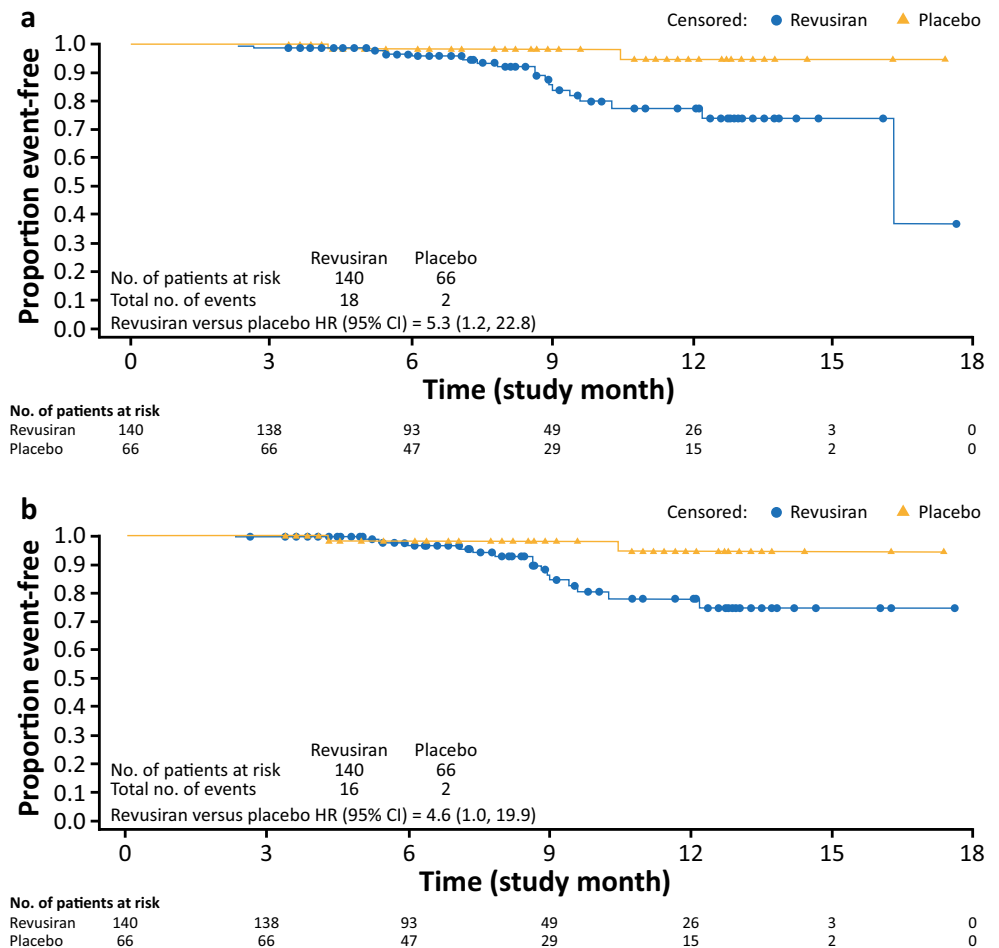 a
Censored: Revusiran Placebo
Proportion event-free
1.0
0.9
0.8
0.7
0.6
0.5
0.4
0.3
0.2
0.1
0.0
Revusiran Placebo
No. of patients at risk 140 66
Total no. of events 18 2
Revusiran versus placebo HR (95% CI) = 5.3 (1.2, 22.8)
0 3 6 9 12 15 18
Time (study month)
No. of patients at risk
Revusiran 140 138 93 49 26 3 0
Placebo 66 66 47 29 15 2 0
b
Censored: Revusiran Placebo
Proportion event-free
1.0
0.9
0.8
0.7
0.6
0.5
0.4
0.3
0.2
0.1
0.0
Revusiran Placebo
No. of patients at risk 140 66
Total no. of events 16 2
Revusiran versus placebo HR (95% CI) = 4.6 (1.0, 19.9)
0 3 6 9 12 15 18
Time (study month)
No. of patients at risk
Revusiran 140 138 93 49 26 3 0
Placebo 66 66 47 29 15 2 0